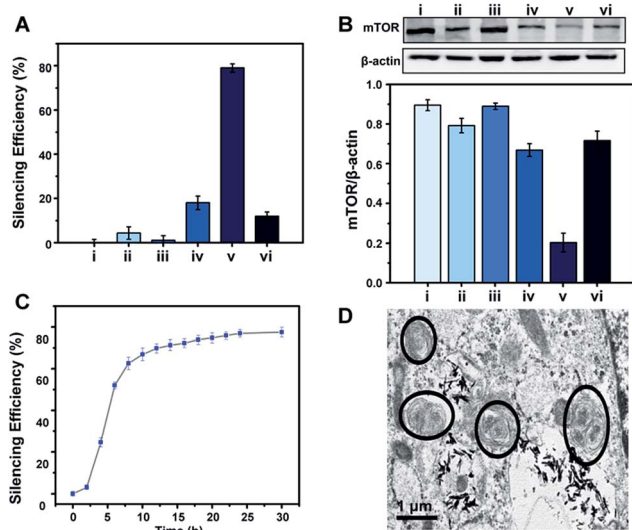 A
Silencing Efficiency (%)
80
60
40
20
0
i ii iii iv v vi
B
i ii iii iv v vi
mTOR
β-actin
mTOR/β-actin
1.0
0.8
0.6
0.4
0.2
0.0
i ii iii iv v vi
C
Silencing Efficiency (%)
80
80
60
40
20
0
0 5 10 15 20 25 30
Time (h)
D
1 μm